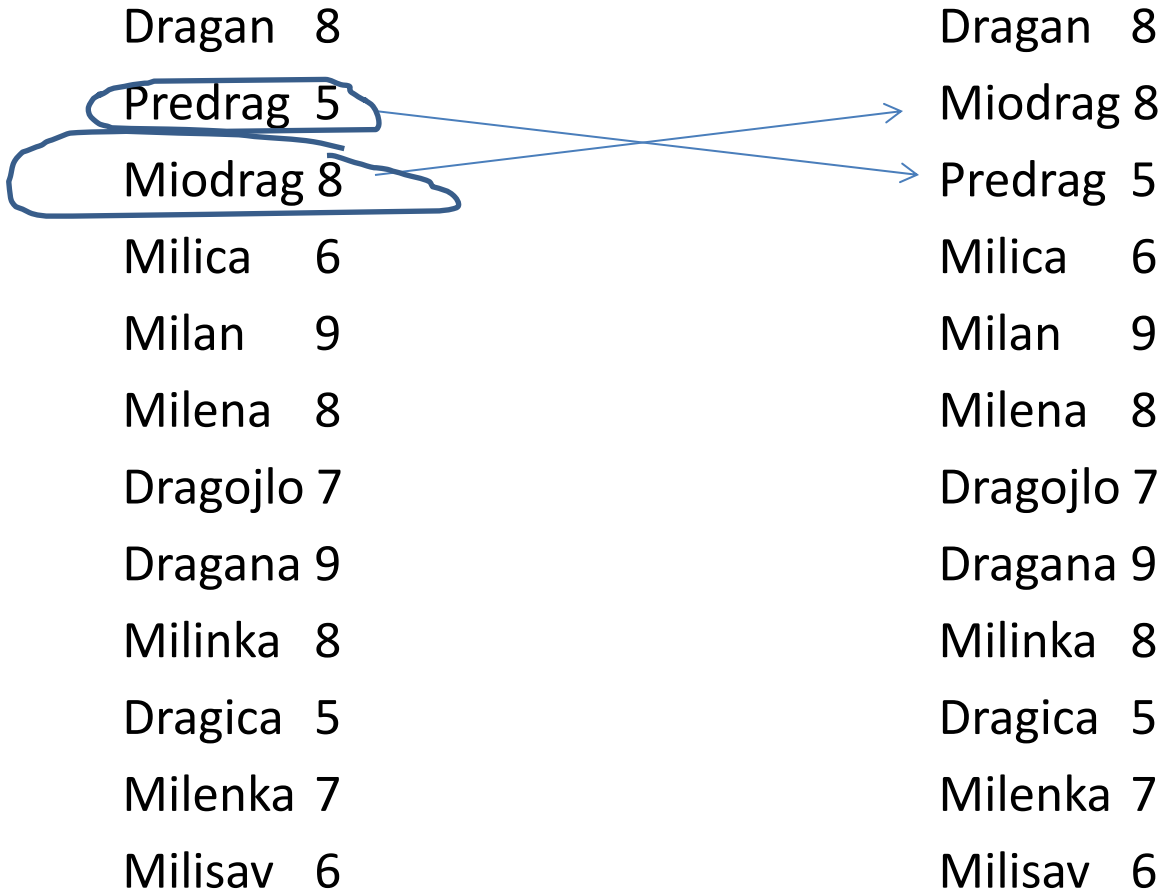 Dragan 8 Dragan 8
Predrag 5 Miodrag 8
Miodrag 8 Predrag 5
Milica 6 Milica 6
Milan 9 Milan 9
Milena 8 Milena 8
Dragojlo 7 Dragojlo 7
Dragana 9 Dragana 9
Milinka 8 Milinka 8
Dragica 5 Dragica 5
Milenka 7 Milenka 7
Milisav 6 Milisav 6